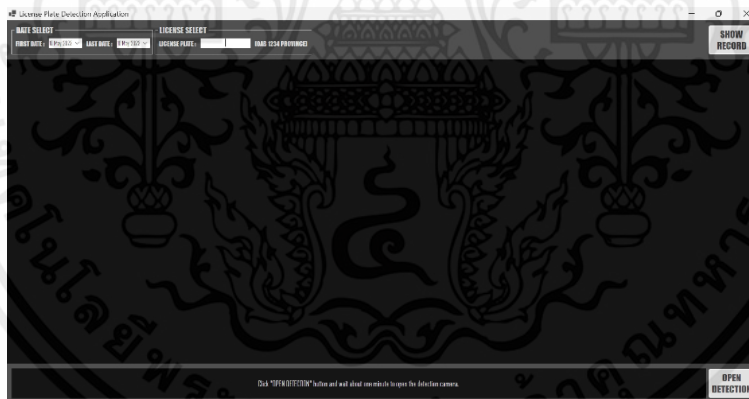 License Plate Detection Application
DATE SELECT
FIRST DATE :
LAST DATE :
LICENSE SELECT
LICENSE PLATE :
SHOW RECORD
Click "OPEN DETECTION" button and wait about one minute to open the detection camera.
OPEN DETECTION